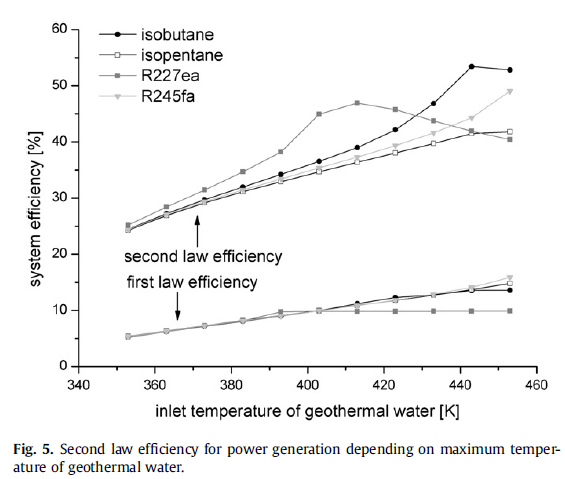 60
50
40
30
20
10
0
system efficiency [%]
isobutane
isopentane
R227ea
R245fa
second law efficiency
first law efficiency
340
360
380
400
420
440
460
inlet temperature of geothermal water [K]
Fig. 5. Second law efficiency for power generation depending on maximum temper-
ature of geothermal water.